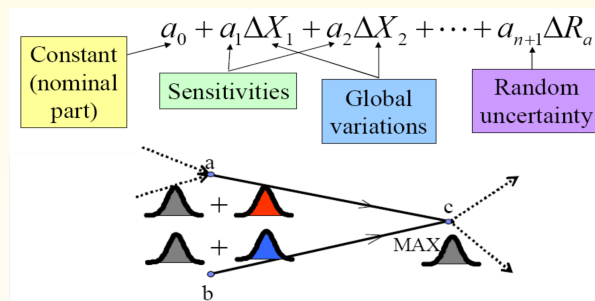 a₀ + a₁ΔX₁ + a₂ΔX₂ + ⋯ + aₙ₊₁ΔRₐ
Constant
(nominal
part)
Sensitivities
Global
variations
Random
uncertainty
a
+
c
+
MAX
b